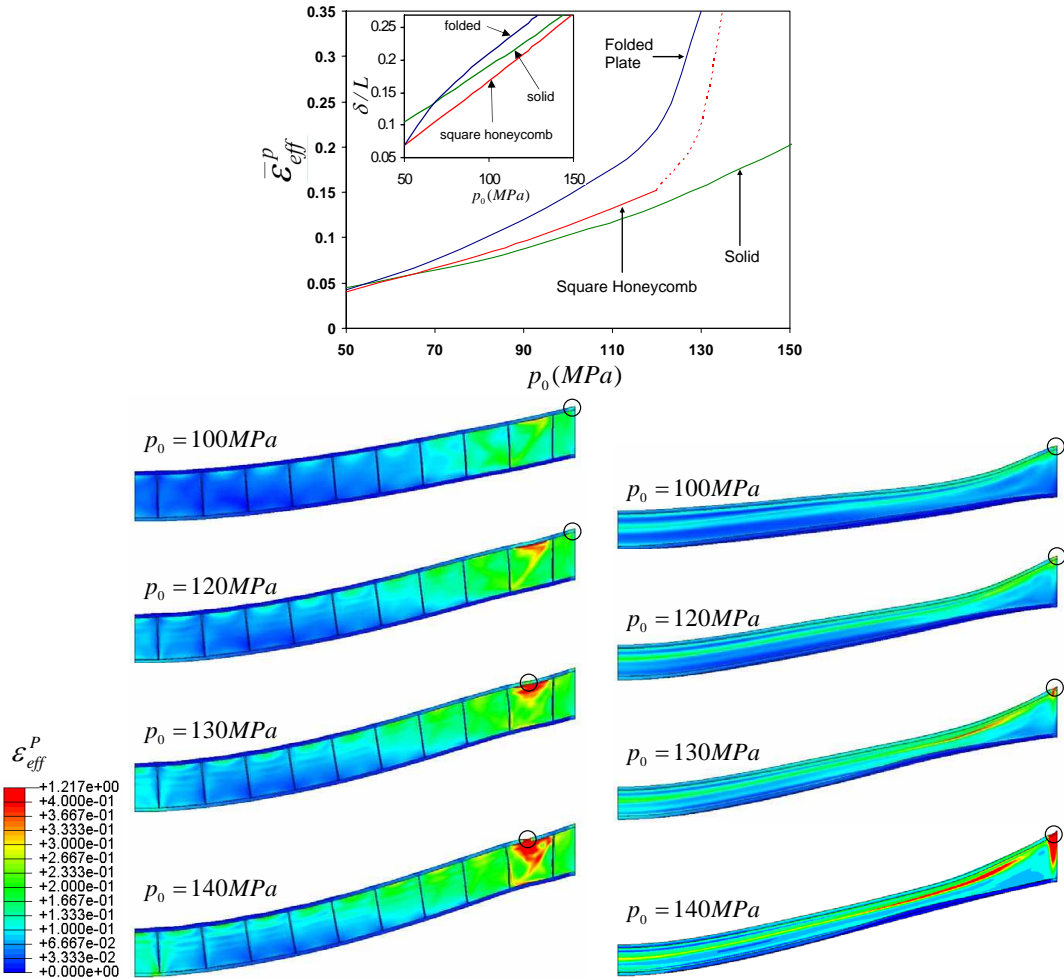 0.35
0.3
0.25
0.2
0.15
0.1
0.05
0
ε̄ᵖeff
50
70
90
110
130
150
p₀(MPa)
Folded
Plate
Solid
Square Honeycomb
0.25
0.2
0.15
0.1
0.05
δ/L
50
100
150
p₀(MPa)
folded
solid
square honeycomb
p₀ = 100MPa
p₀ = 120MPa
p₀ = 130MPa
p₀ = 140MPa
p₀ = 100MPa
p₀ = 120MPa
p₀ = 130MPa
p₀ = 140MPa
εᴾeff
+1.217e+00
+4.000e-01
+3.667e-01
+3.333e-01
+3.000e-01
+2.667e-01
+2.333e-01
+2.000e-01
+1.333e-01
+1.000e-01
+6.667e-02
+3.333e-02
+0.000e+00